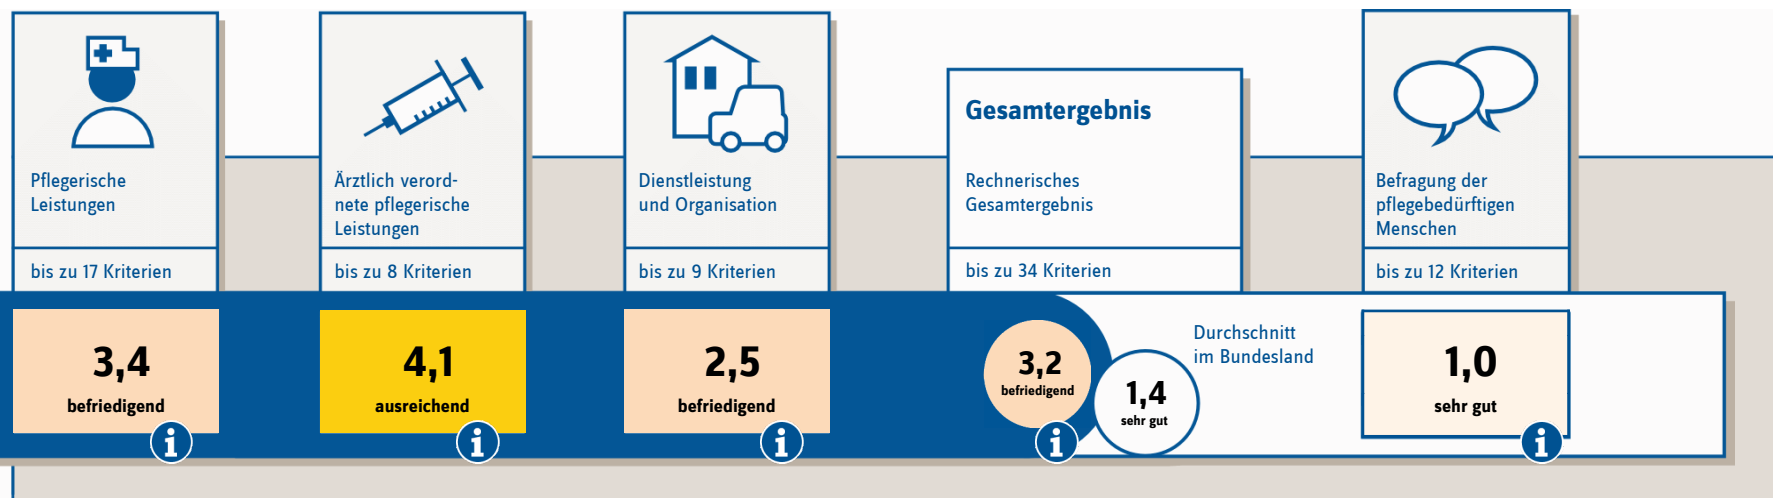 Pflegerische
Leistungen
bis zu 17 Kriterien
3,4
befriedigend
i
Ärztlich verord-
nete pflegerische
Leistungen
bis zu 8 Kriterien
4,1
ausreichend
i
Dienstleistung
und Organisation
bis zu 9 Kriterien
2,5
befriedigend
i
Gesamtergebnis
Rechnerisches
Gesamtergebnis
bis zu 34 Kriterien
3,2
befriedigend
i
1,4
sehr gut
Durchschnitt
im Bundesland
Befragung der
pflegebedürftigen
Menschen
bis zu 12 Kriterien
1,0
sehr gut
i